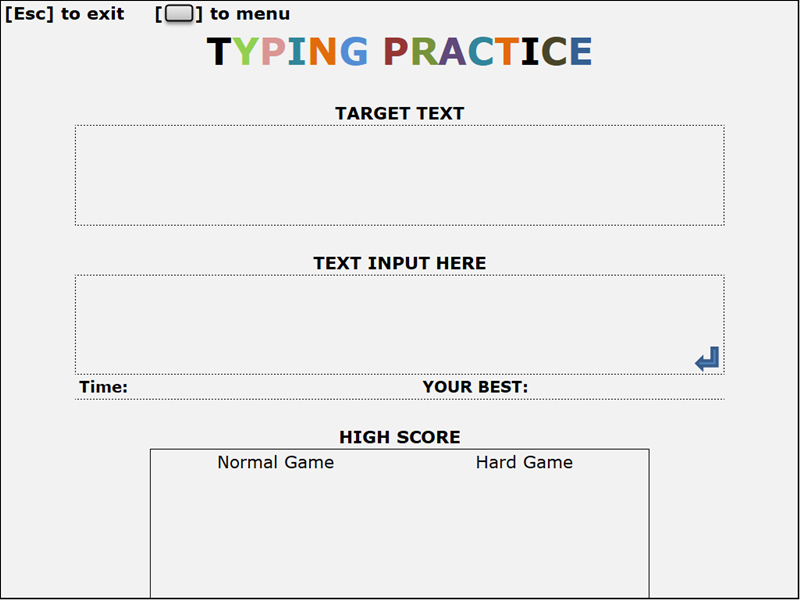 [Esc] to exit [ ] to menu
TYPING PRACTICE
TARGET TEXT
TEXT INPUT HERE
Time: YOUR BEST:
HIGH SCORE
Normal Game Hard Game